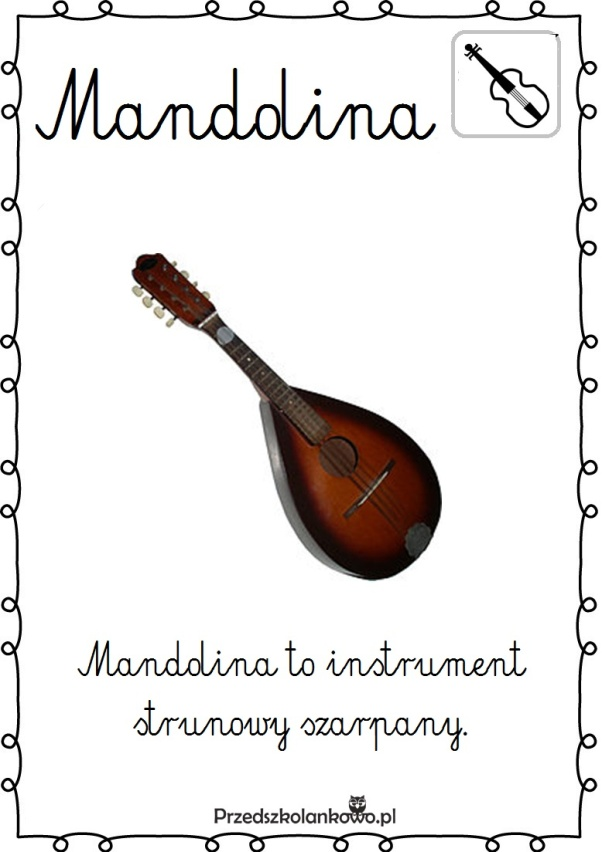 Mandolina
Mandolina to instrument
strunowy szarpany.
Przedszkolankowo.pl